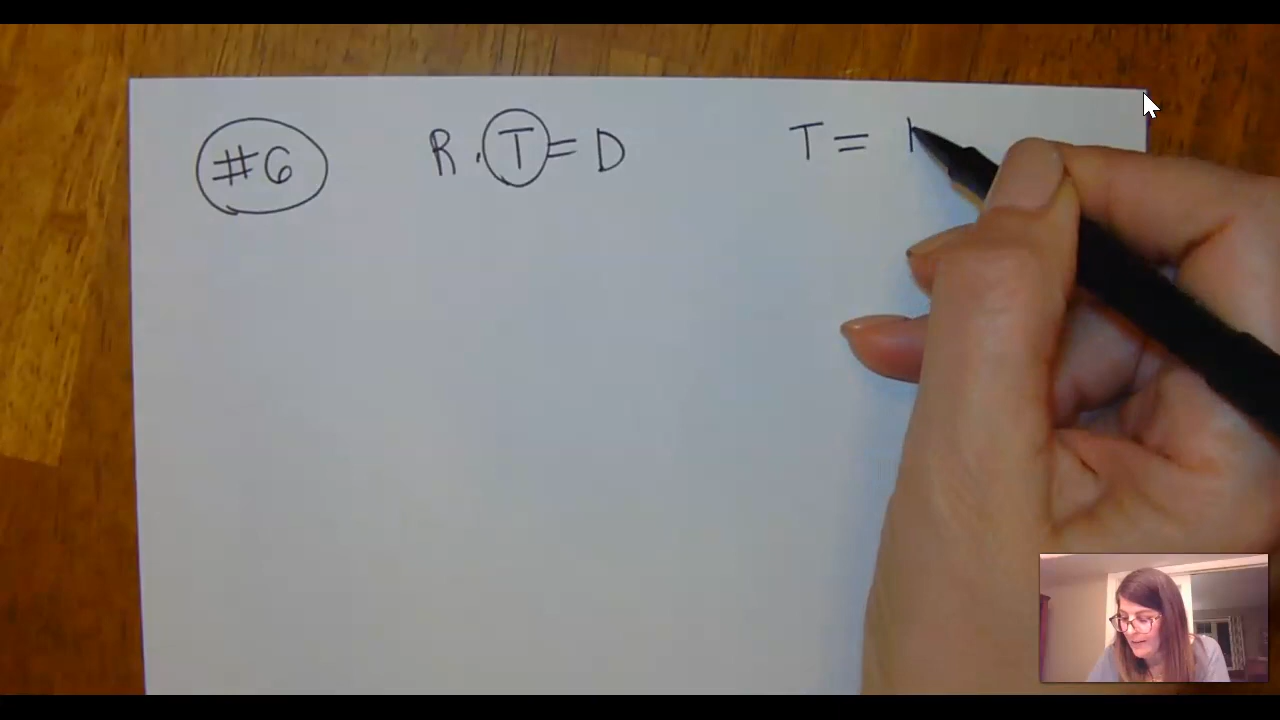 #6 R · T = D T =